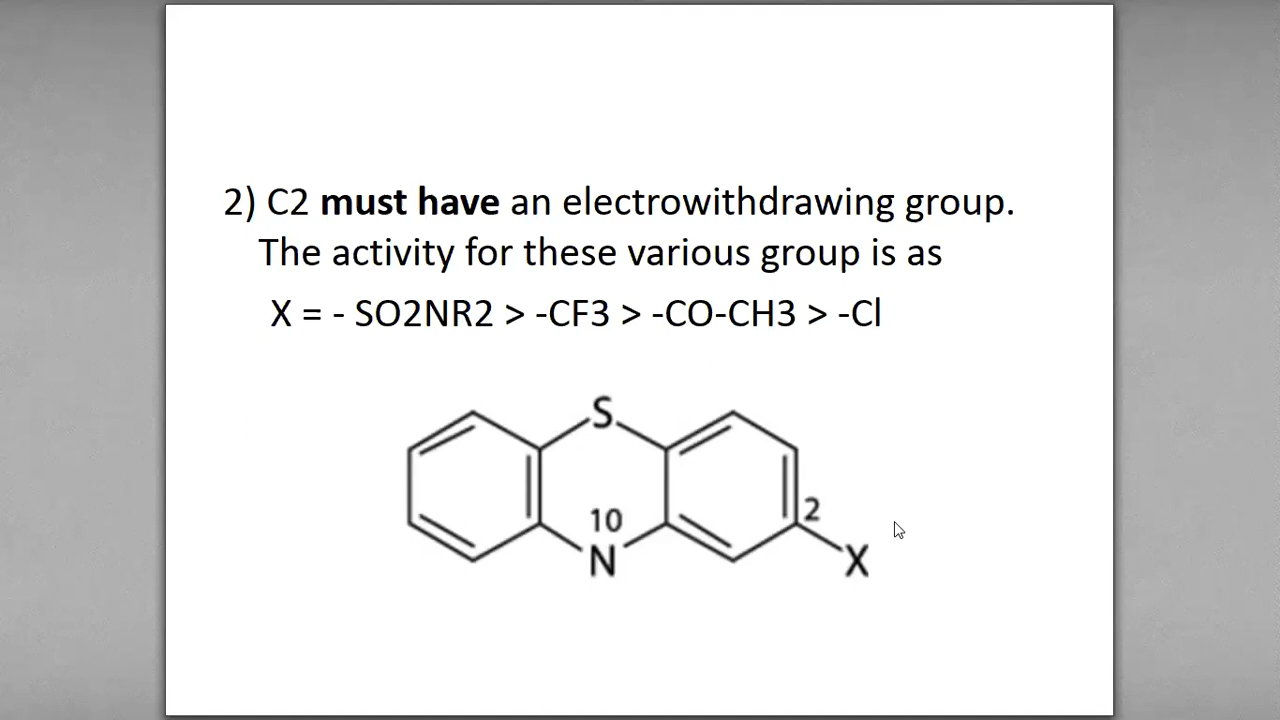 2) C2 must have an electrowithdrawing group.
The activity for these various group is as
X = - SO2NR2 > -CF3 > -CO-CH3 > -Cl
S
10
N
2
X